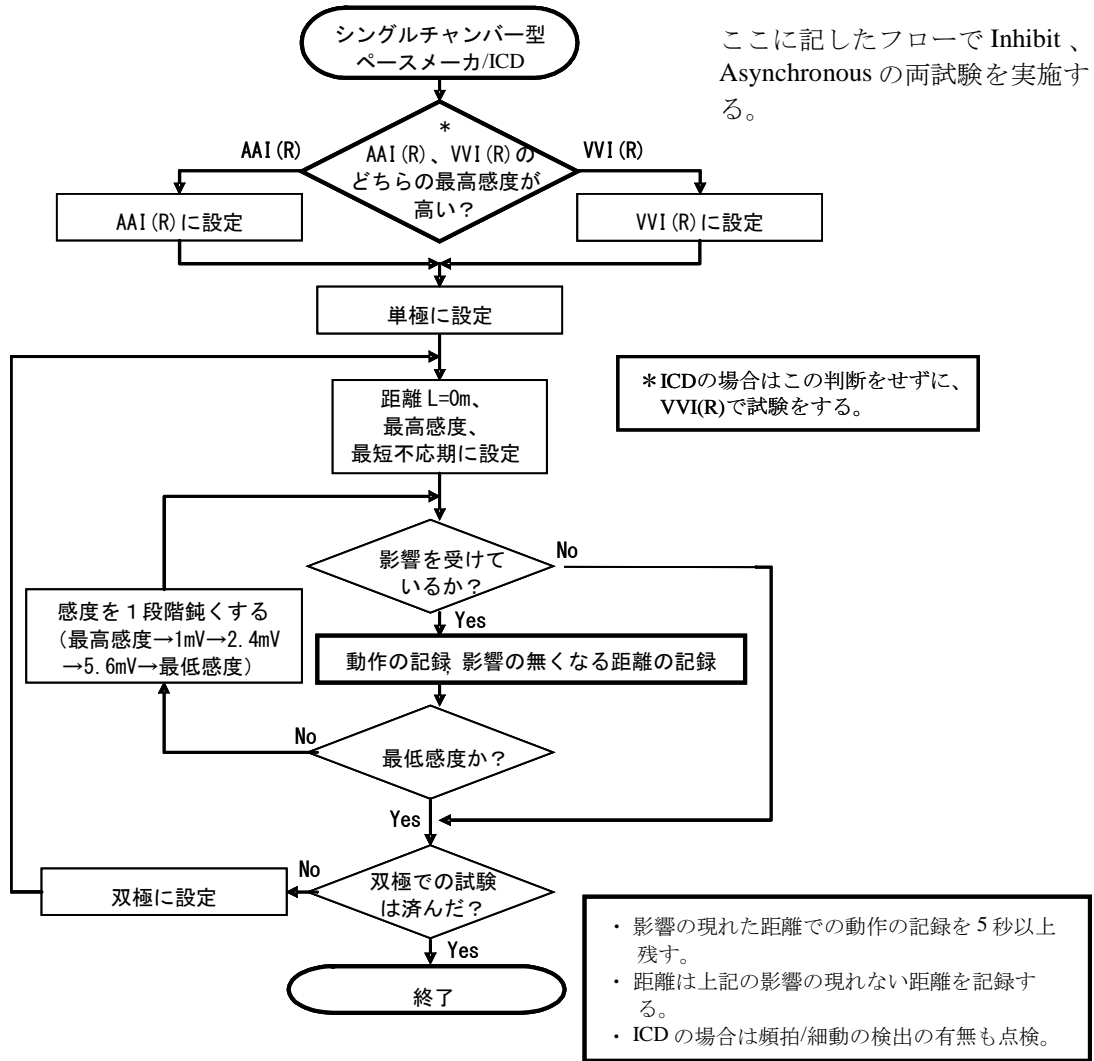 シングルチャンバー型
ペースメーカ/ICD
ここに記したフローで Inhibit 、
Asynchronous の両試験を実施す
る。
*
AAI(R)、VVI(R)の
どちらの最高感度が
高い？
AAI(R)
VVI(R)
AAI(R)に設定
VVI(R)に設定
単極に設定
＊ICDの場合はこの判断をせずに、
VVI(R)で試験をする。
距離 L=0m、
最高感度、
最短不応期に設定
影響を受けて
いるか？
No
Yes
感度を１段階鈍くする
（最高感度→1mV→2.4mV
→5.6mV→最低感度）
動作の記録, 影響の無くなる距離の記録
最低感度か？
No
Yes
双極での試験
は済んだ？
No
双極に設定
Yes
終了
・ 影響の現れた距離での動作の記録を 5 秒以上
残す。
・ 距離は上記の影響の現れない距離を記録す
る。
・ ICD の場合は頻拍/細動の検出の有無も点検。